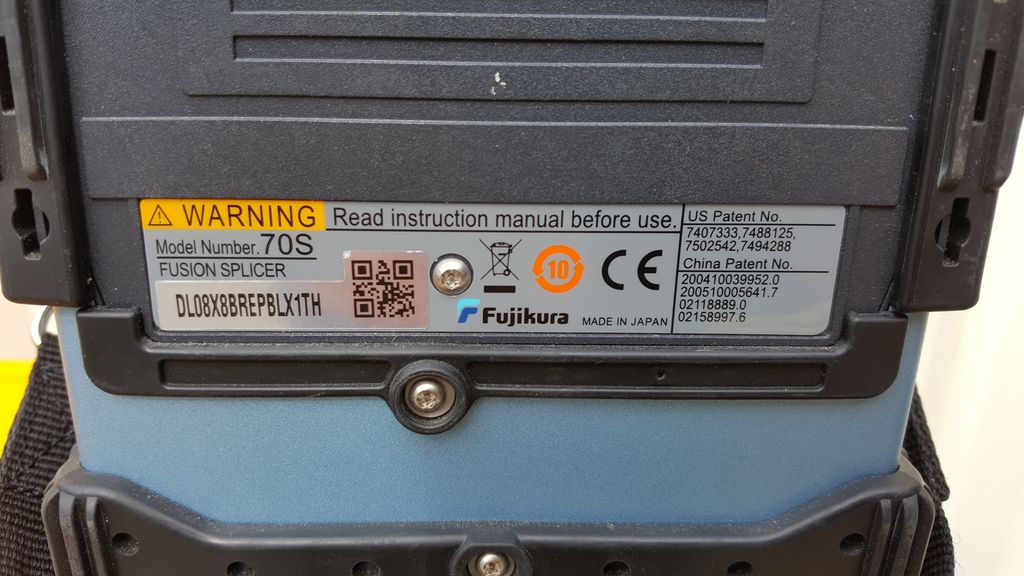 WARNING Read instruction manual before use.
Model Number.70S
FUSION SPLICER
DL08X8BREPBLX1TH
10
CE
Fujikura
MADE IN JAPAN
US Patent No.
7407333,7488125,
7502542,7494288
China Patent No.
200410039952.0
200510005641.7
02118889.0
02158997.6